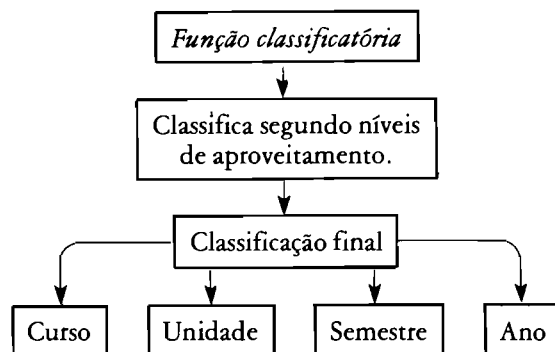 Função classificatória
Classifica segundo níveis
de aproveitamento.
Classificação final
Curso
Unidade
Semestre
Ano